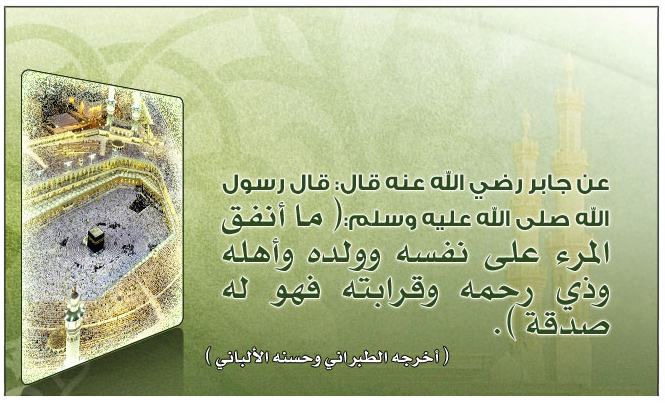 عن جابر رضي الله عنه قال: قال رسول
الله صلى الله عليه وسلم:( ما أنفق
المرء على نفسه وولده وأهله
وذي رحمه وقرابته فهو له
صدقة ).
( أخرجه الطبراني وحسنه الألباني )